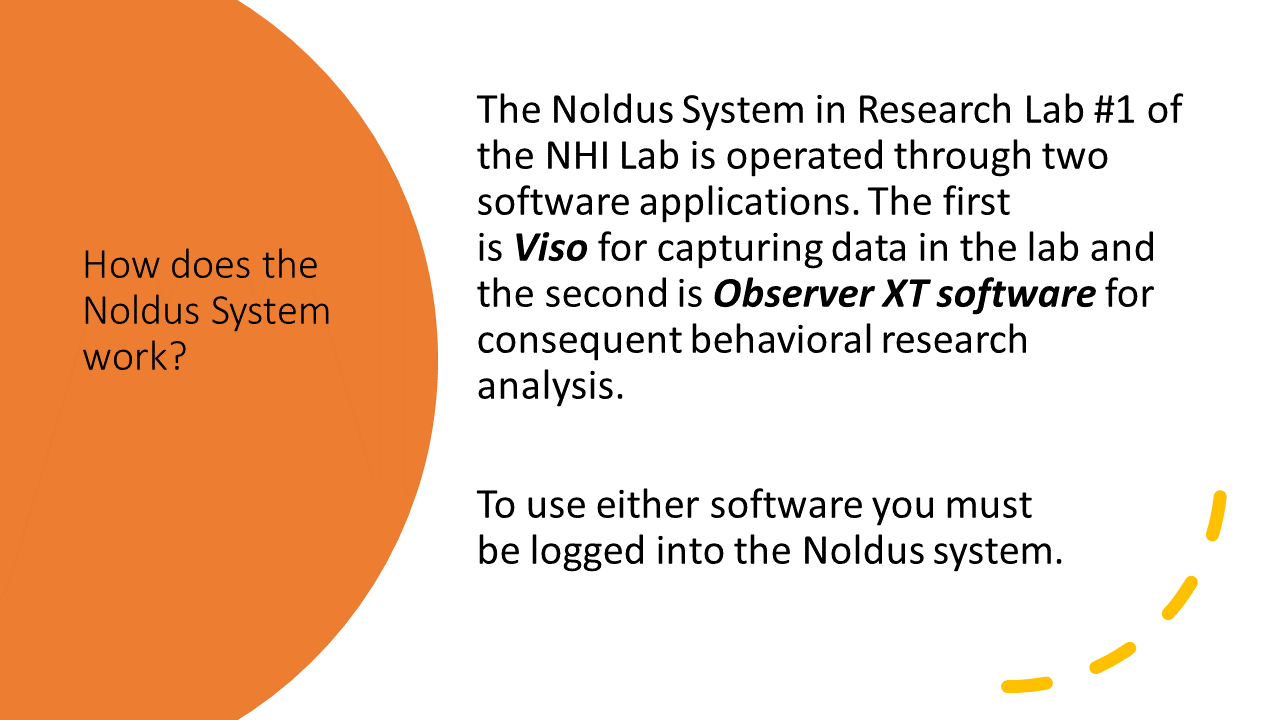 How does the
Noldus System
work?
The Noldus System in Research Lab #1 of
the NHI Lab is operated through two
software applications. The first
is Viso for capturing data in the lab and
the second is Observer XT software for
consequent behavioral research
analysis.
To use either software you must
be logged into the Noldus system.